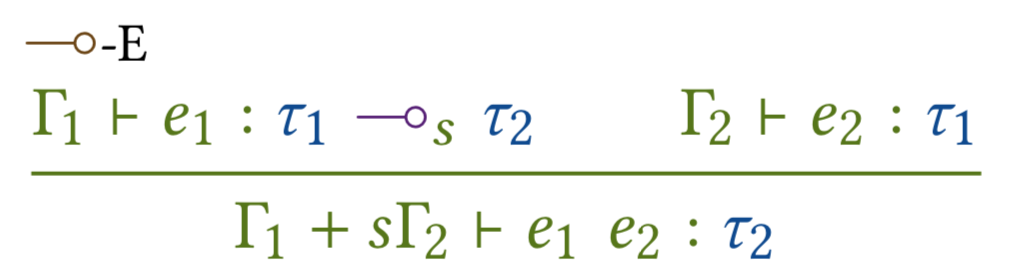 ⊸-E
Γ₁ ⊢ e₁ : τ₁ ⊸ₛ τ₂   Γ₂ ⊢ e₂ : τ₁
Γ₁ + sΓ₂ ⊢ e₁ e₂ : τ₂